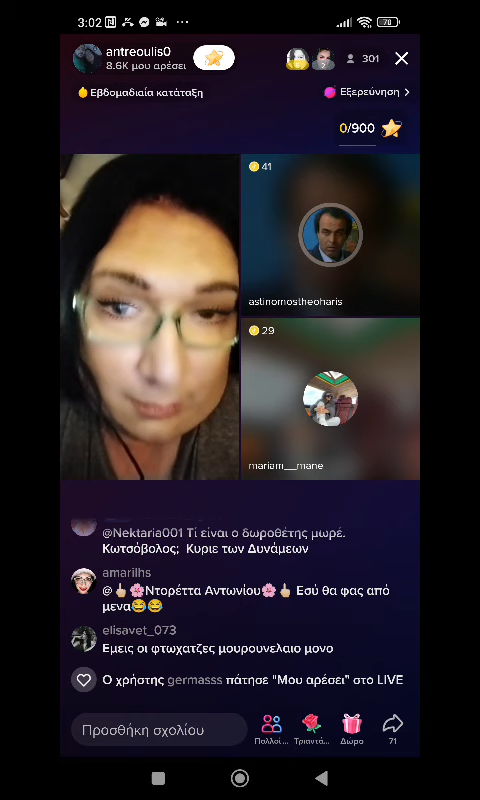 3:02
78
antreoulis0
3.6K μου αρέσει
301
Εβδομαδιαία κατάταξη
Εξερεύνηση
0/900
41
astinomostheoharis
29
mariam__mane
@Nektaria001 Τί είναι ο δωροθέτης μωρέ.
Κωτσόβολος; Κυριε των Δυνάμεων
amarilhs
@☝🏻🌸Ντορέττα Αντωνίου🌸☝🏻 Εσύ θα φας από
μενα😂😂
elisavet_073
Εμεις οι φτωχατζες μουρουνελαιο μονο
Ο χρήστης germasss πάτησε "Μου αρέσει" στο LIVE
Προσθήκη σχολίου
Πολλοί...
Τριαντά...
Δώρο
71